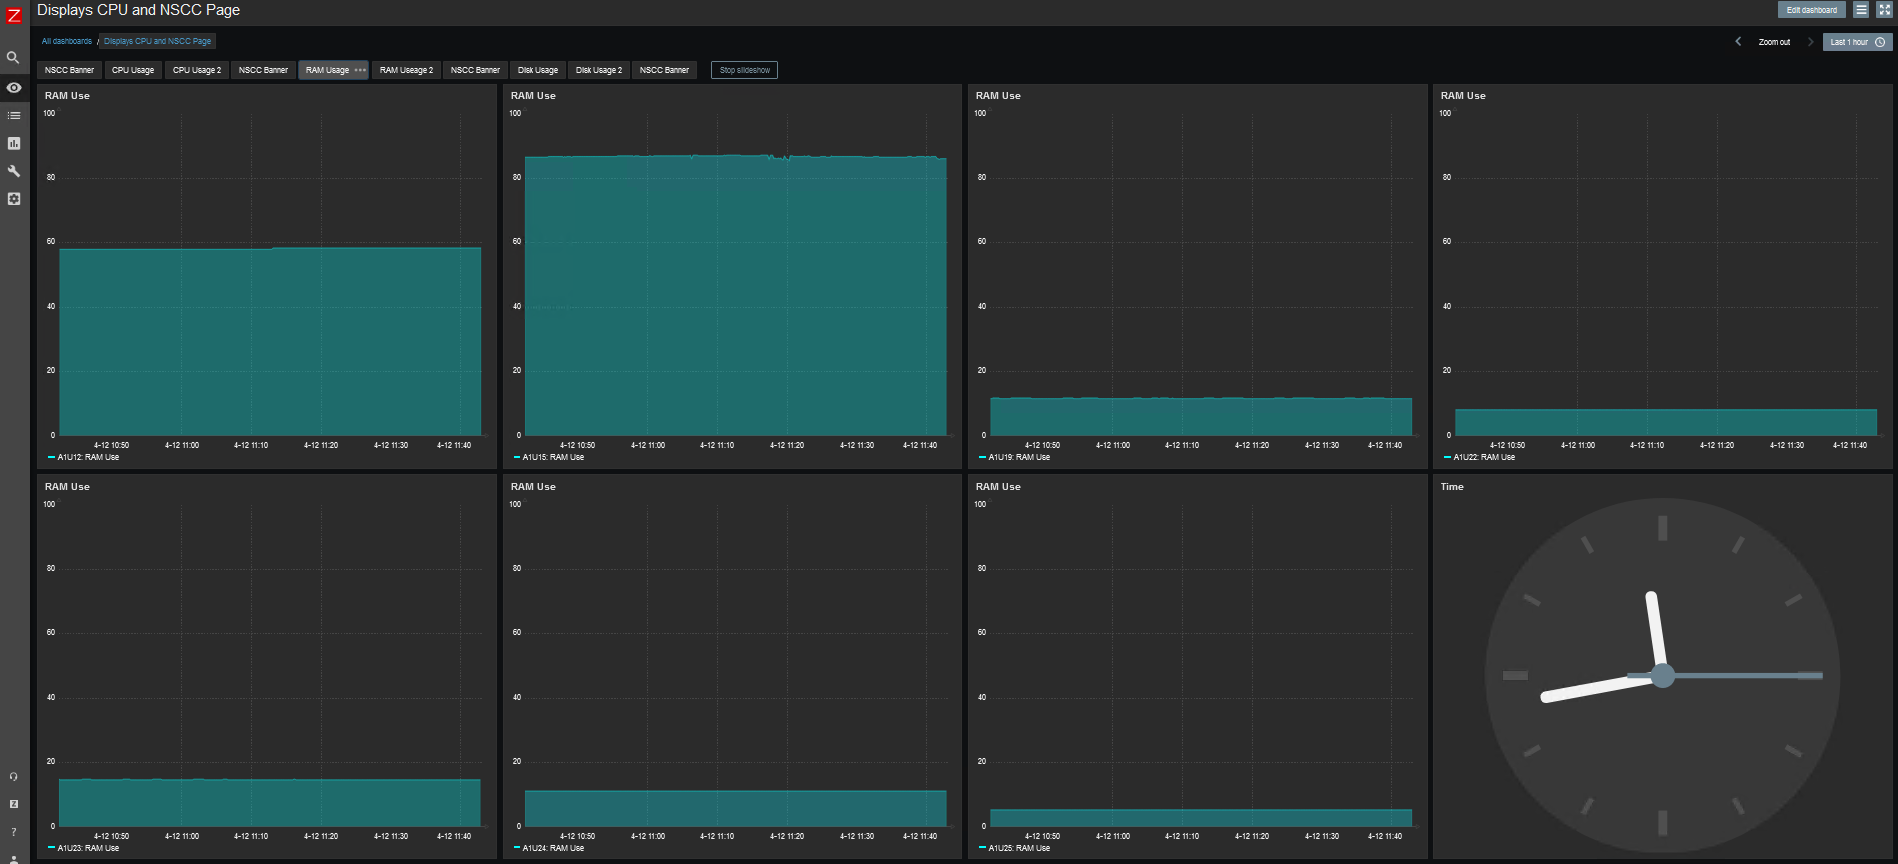 Z
Displays CPU and NSCC Page
Edit dashboard
All dashboards / Displays CPU and NSCC Page
Zoom out
Last 1 hour
NSCC Banner
CPU Usage
CPU Usage 2
NSCC Banner
RAM Usage
RAM Useage 2
NSCC Banner
Disk Usage
Disk Usage 2
NSCC Banner
Stop slideshow
RAM Use
100
80
60
40
20
0
4-12 10:50 4-12 11:00 4-12 11:10 4-12 11:20 4-12 11:30 4-12 11:40
A1U12: RAM Use
RAM Use
100
80
60
40
20
0
4-12 10:50 4-12 11:00 4-12 11:10 4-12 11:20 4-12 11:30 4-12 11:40
A1U15: RAM Use
RAM Use
100
80
60
40
20
0
4-12 10:50 4-12 11:00 4-12 11:10 4-12 11:20 4-12 11:30 4-12 11:40
A1U19: RAM Use
RAM Use
100
80
60
40
20
0
4-12 10:50 4-12 11:00 4-12 11:10 4-12 11:20 4-12 11:30 4-12 11:40
A1U22: RAM Use
RAM Use
100
80
60
40
20
0
4-12 10:50 4-12 11:00 4-12 11:10 4-12 11:20 4-12 11:30 4-12 11:40
A1U23: RAM Use
RAM Use
100
80
60
40
20
0
4-12 10:50 4-12 11:00 4-12 11:10 4-12 11:20 4-12 11:30 4-12 11:40
A1U24: RAM Use
RAM Use
100
80
60
40
20
0
4-12 10:50 4-12 11:00 4-12 11:10 4-12 11:20 4-12 11:30 4-12 11:40
A1U25: RAM Use
Time
Z
?